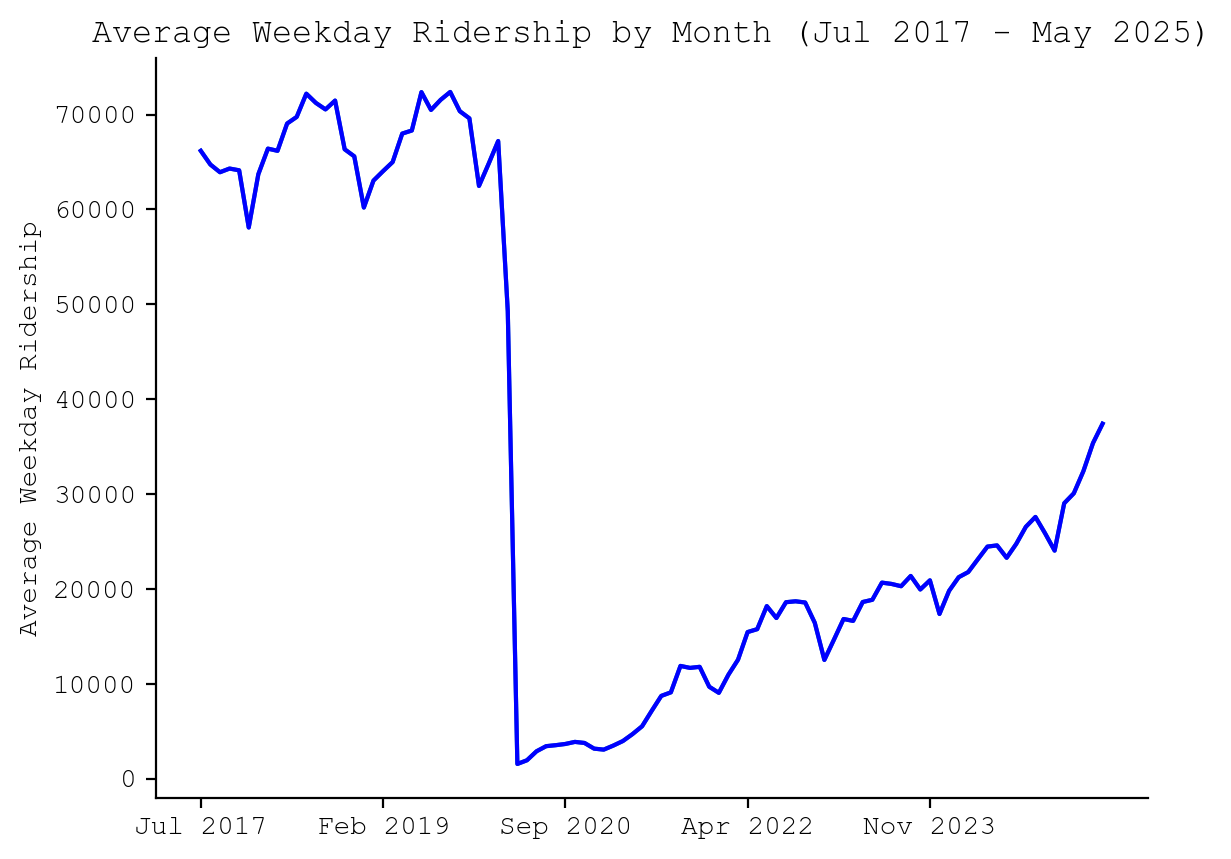 Average Weekday Ridership by Month (Jul 2017 - May 2025)
Average Weekday Ridership
70000
60000
50000
40000
30000
20000
10000
0
Jul 2017
Feb 2019
Sep 2020
Apr 2022
Nov 2023